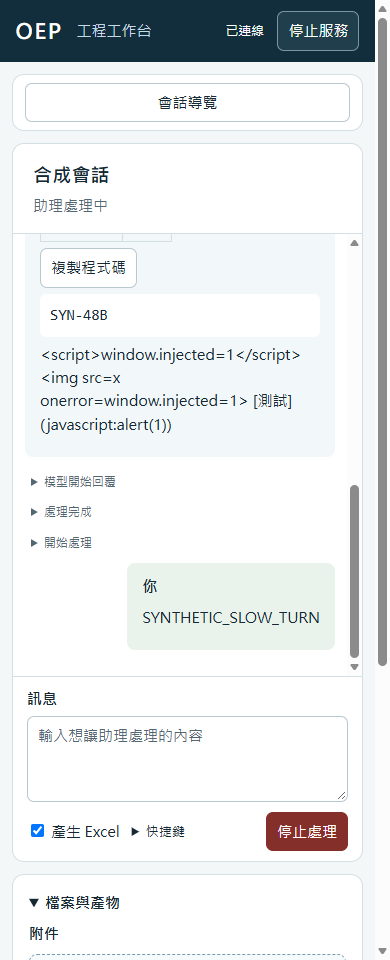 OEP 工程工作台 已連線 停止服務
會話導覽
合成會話
助理處理中
複製程式碼
SYN-48B
<script>window.injected=1</script>
<img src=x
onerror=window.injected=1> [測試]
(javascript:alert(1))
▶ 模型開始回覆
▶ 處理完成
▶ 開始處理
你
SYNTHETIC_SLOW_TURN
訊息
輸入想讓助理處理的內容
產生 Excel ▶ 快捷鍵 停止處理
▼ 檔案與產物
附件